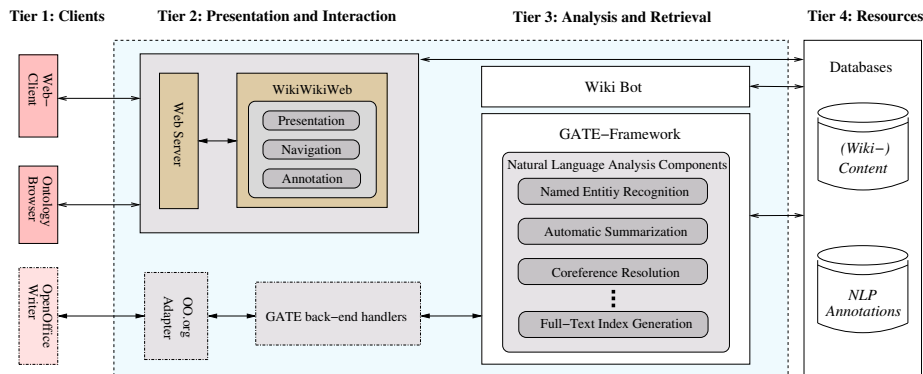 Tier 1: Clients
Tier 2: Presentation and Interaction
Tier 3: Analysis and Retrieval
Tier 4: Resources
Web−
Client
Ontology
Browser
OpenOffice
Writer
Web Server
WikiWikiWeb
Presentation
Navigation
Annotation
OO.org
Adapter
GATE back−end handlers
Wiki Bot
GATE−Framework
Natural Language Analysis Components
Named Entitiy Recognition
Automatic Summarization
Coreference Resolution
Full−Text Index Generation
Databases
(Wiki−)
Content
NLP
Annotations